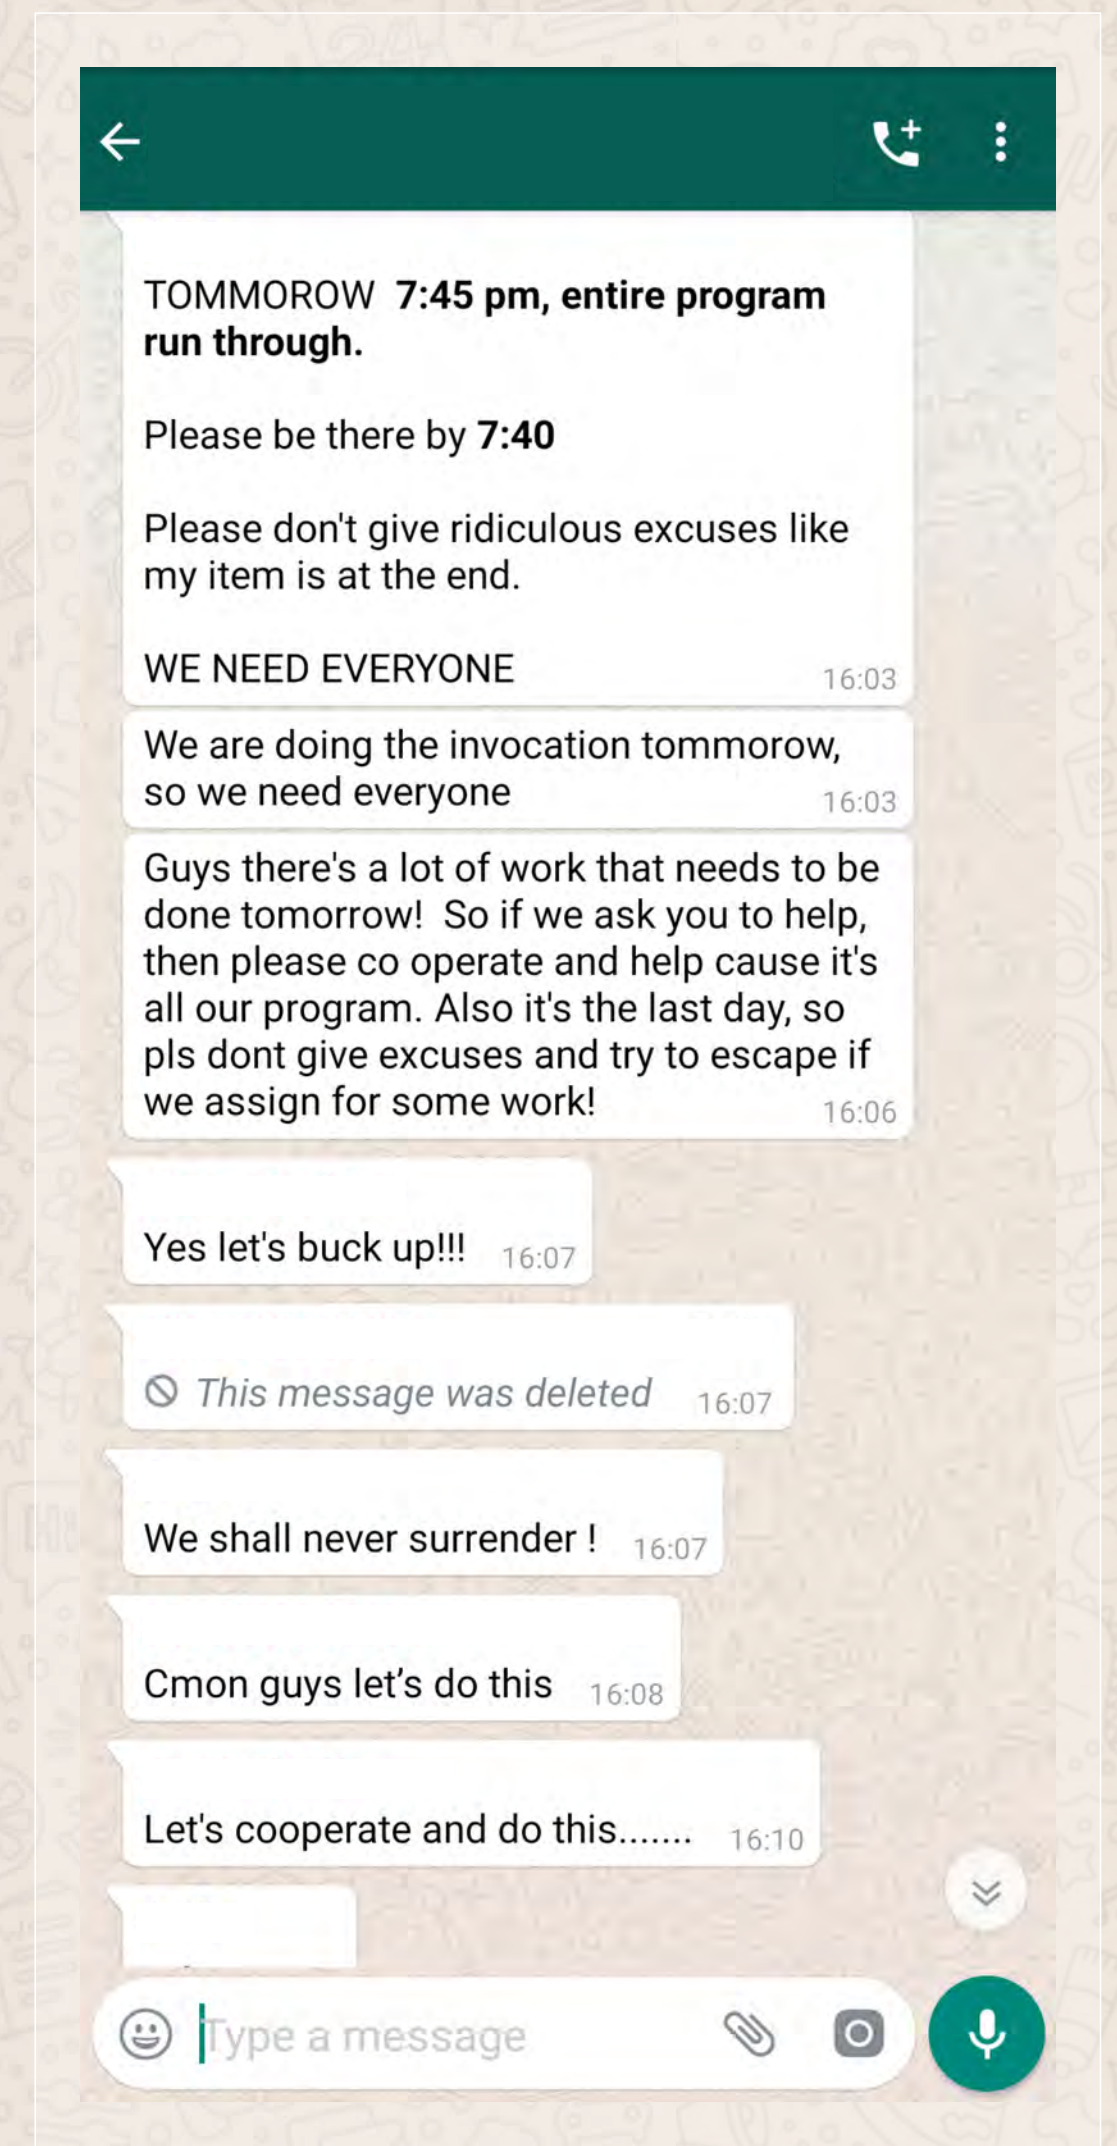 TOMMOROW 7:45 pm, entire program
run through.
Please be there by 7:40
Please don't give ridiculous excuses like
my item is at the end.
WE NEED EVERYONE
16:03
We are doing the invocation tommorow,
so we need everyone
16:03
Guys there's a lot of work that needs to be
done tomorrow! So if we ask you to help,
then please co operate and help cause it's
all our program. Also it's the last day, so
pls dont give excuses and try to escape if
we assign for some work!
16:06
Yes let's buck up!!! 16:07
This message was deleted 16:07
We shall never surrender ! 16:07
Cmon guys let’s do this 16:08
Let's cooperate and do this....... 16:10
Type a message